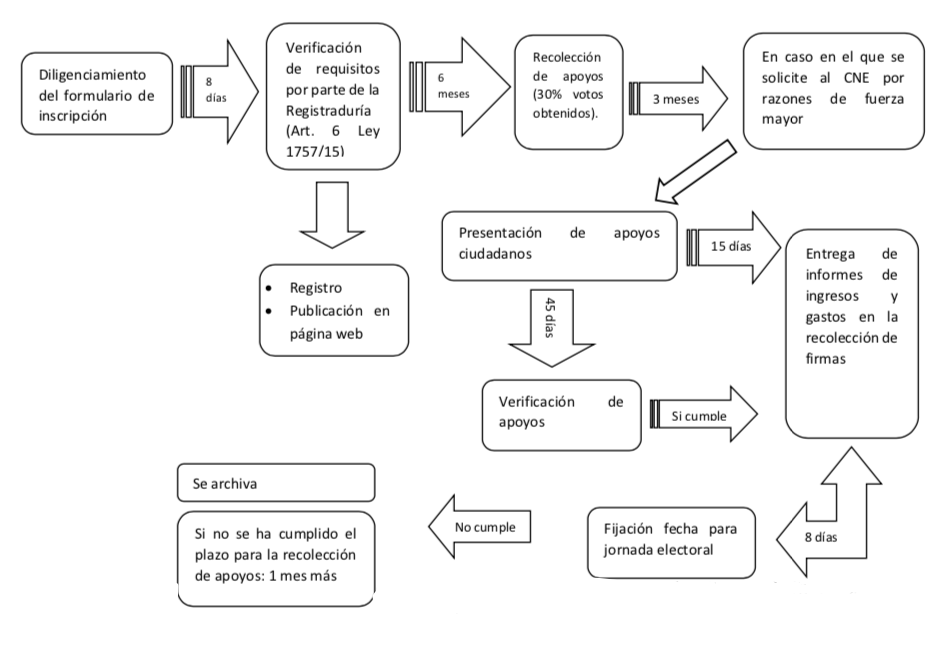 Diligenciamiento
del formulario de
inscripción
8
días
Verificación
de requisitos
por parte de la
Registraduría
(Art. 6 Ley
1757/15)
6
meses
Recolección
de apoyos
(30% votos
obtenidos).
3 meses
En caso en el que se
solicite al CNE por
razones de fuerza
mayor
• Registro
• Publicación en
página web
Presentación de apoyos
ciudadanos
15 días
Entrega de
informes de
ingresos y
gastos en la
recolección de
firmas
45 días
Verificación de
apoyos
Si cumple
Se archiva
Si no se ha cumplido el
plazo para la recolección
de apoyos: 1 mes más
No cumple
Fijación fecha para
jornada electoral
8 días